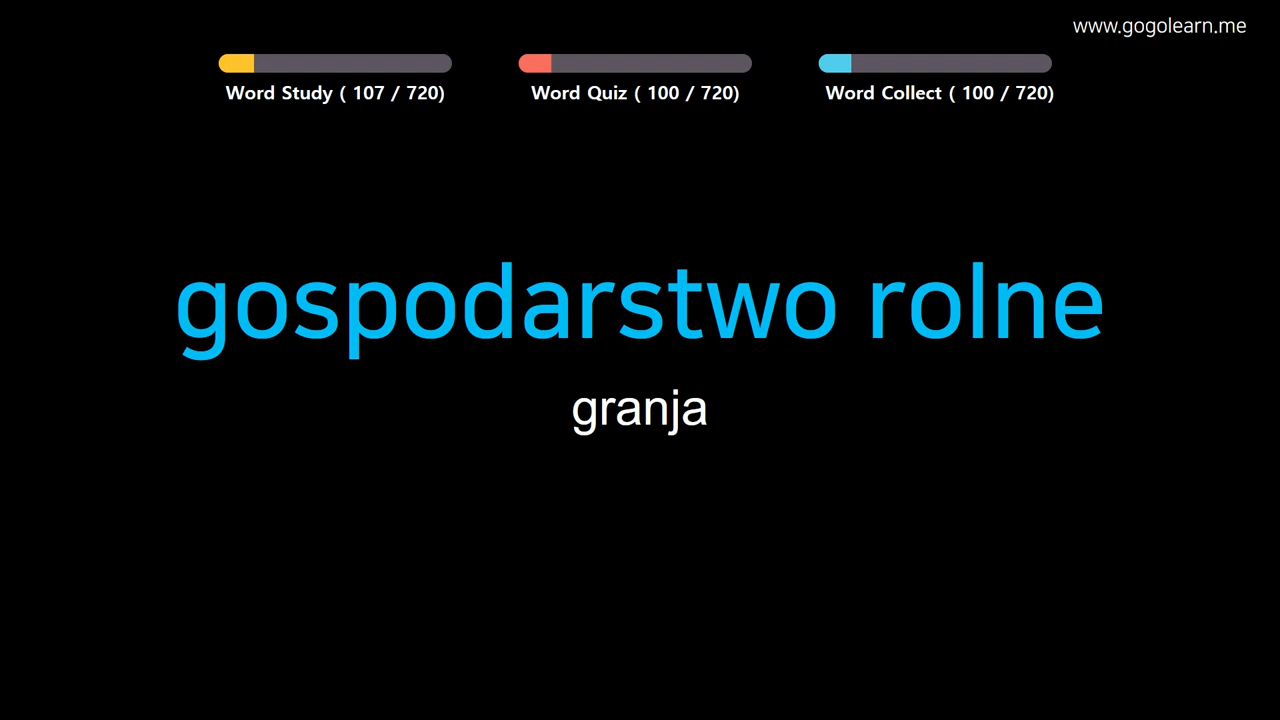 www.gogolearn.me
Word Study ( 107 / 720)
Word Quiz ( 100 / 720)
Word Collect ( 100 / 720)
gospodarstwo rolne
granja